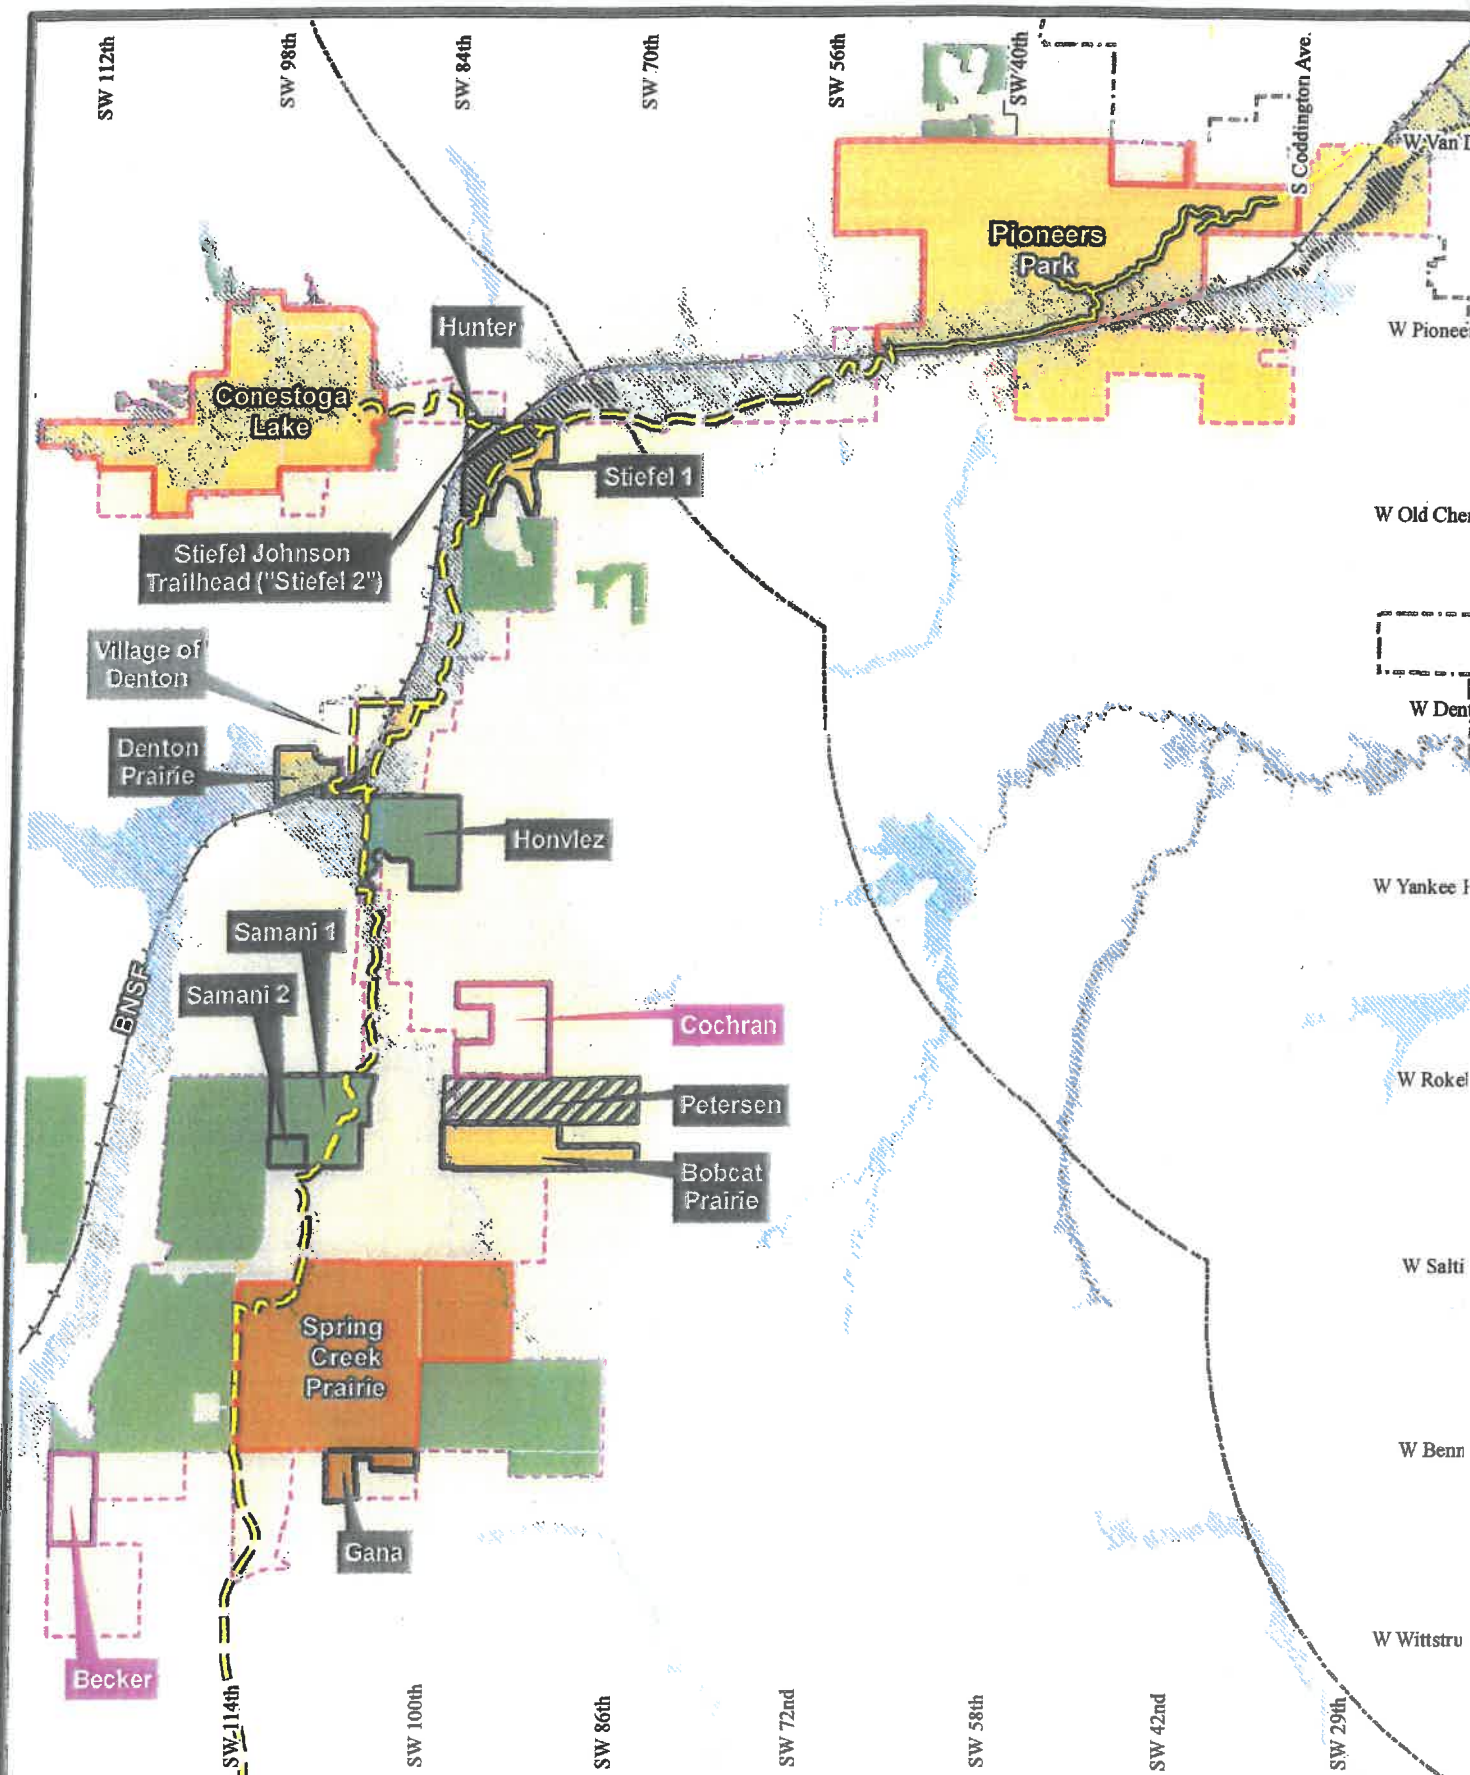 SW 112th
SW 98th
SW 84th
SW 70th
SW 56th
SW 40th
S Coddington Ave.
W Van D
Pioneers
Park
W Pionee
Hunter
Conestoga
Lake
Stiefel 1
W Old Che
Stiefel Johnson
Trailhead ("Stiefel 2")
Village of
Denton
W Dent
Denton
Prairie
Honvlez
W Yankee H
Samani 1
Samani 2
BNSF
Cochran
W Roke
Petersen
Bobcat
Prairie
W Salti
Spring
Creek
Prairie
W Benn
Gana
W Wittstru
Becker
SW 114th
SW 100th
SW 86th
SW 72nd
SW 58th
SW 42nd
SW 29th